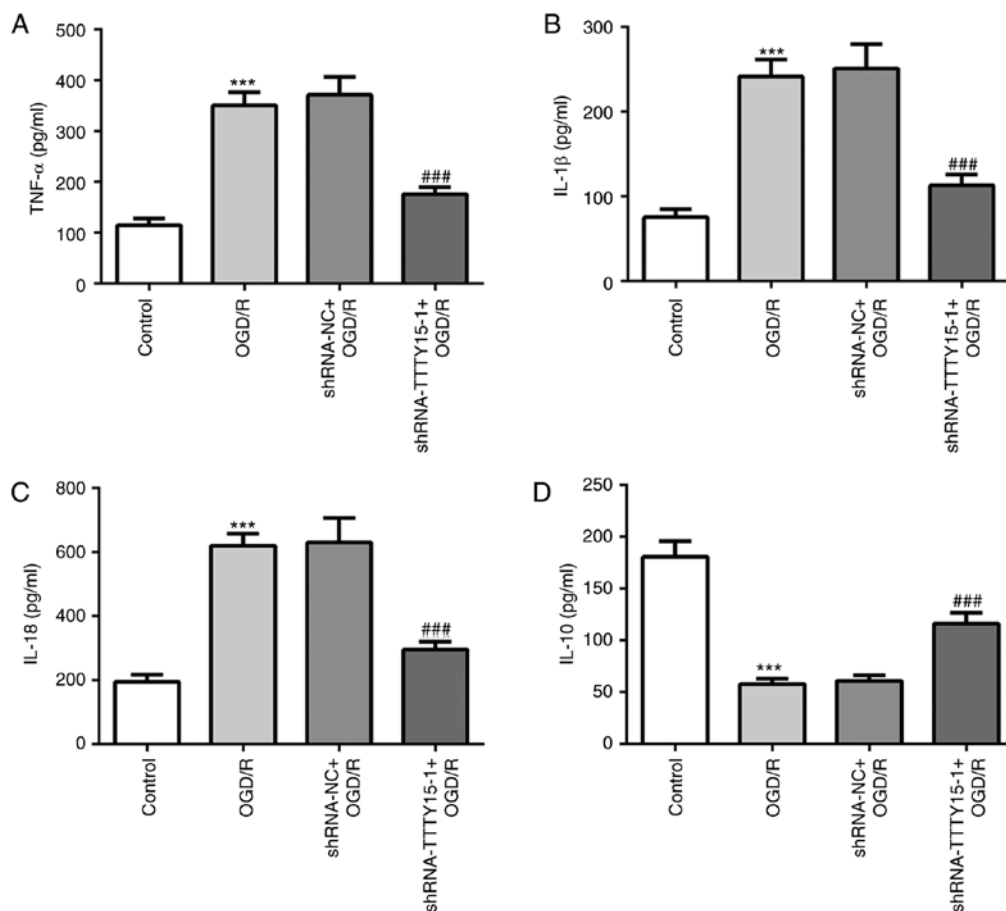 A
TNF-α (pg/ml)
500
400
300
200
100
0
***
###
Control
OGD/R
shRNA-NC+
OGD/R
shRNA-TTTY15-1+
OGD/R
B
IL-1β (pg/ml)
300
200
100
0
***
###
Control
OGD/R
shRNA-NC+
OGD/R
shRNA-TTTY15-1+
OGD/R
C
IL-18 (pg/ml)
800
600
400
200
0
***
###
Control
OGD/R
shRNA-NC+
OGD/R
shRNA-TTTY15-1+
OGD/R
D
IL-10 (pg/ml)
250
200
150
100
50
0
***
###
Control
OGD/R
shRNA-NC+
OGD/R
shRNA-TTTY15-1+
OGD/R